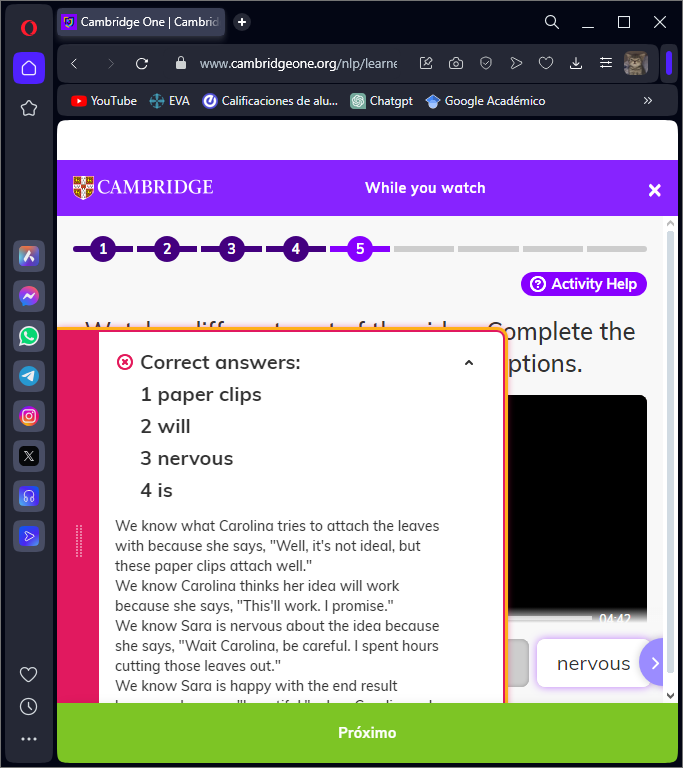 Cambridge One | Cambrid
www.cambridgeone.org/nlp/learne
YouTube
EVA
Calificaciones de alu...
Chatgpt
Google Académico
»
CAMBRIDGE
While you watch
1 2 3 4 5
Activity Help
omplete the
ptions.
Correct answers:
1 paper clips
2 will
3 nervous
4 is
We know what Carolina tries to attach the leaves
with because she says, "Well, it's not ideal, but
these paper clips attach well."
We know Carolina thinks her idea will work
because she says, "This'll work. I promise."
We know Sara is nervous about the idea because
she says, "Wait Carolina, be careful. I spent hours
cutting those leaves out."
We know Sara is happy with the end result
04:42
nervous
Próximo